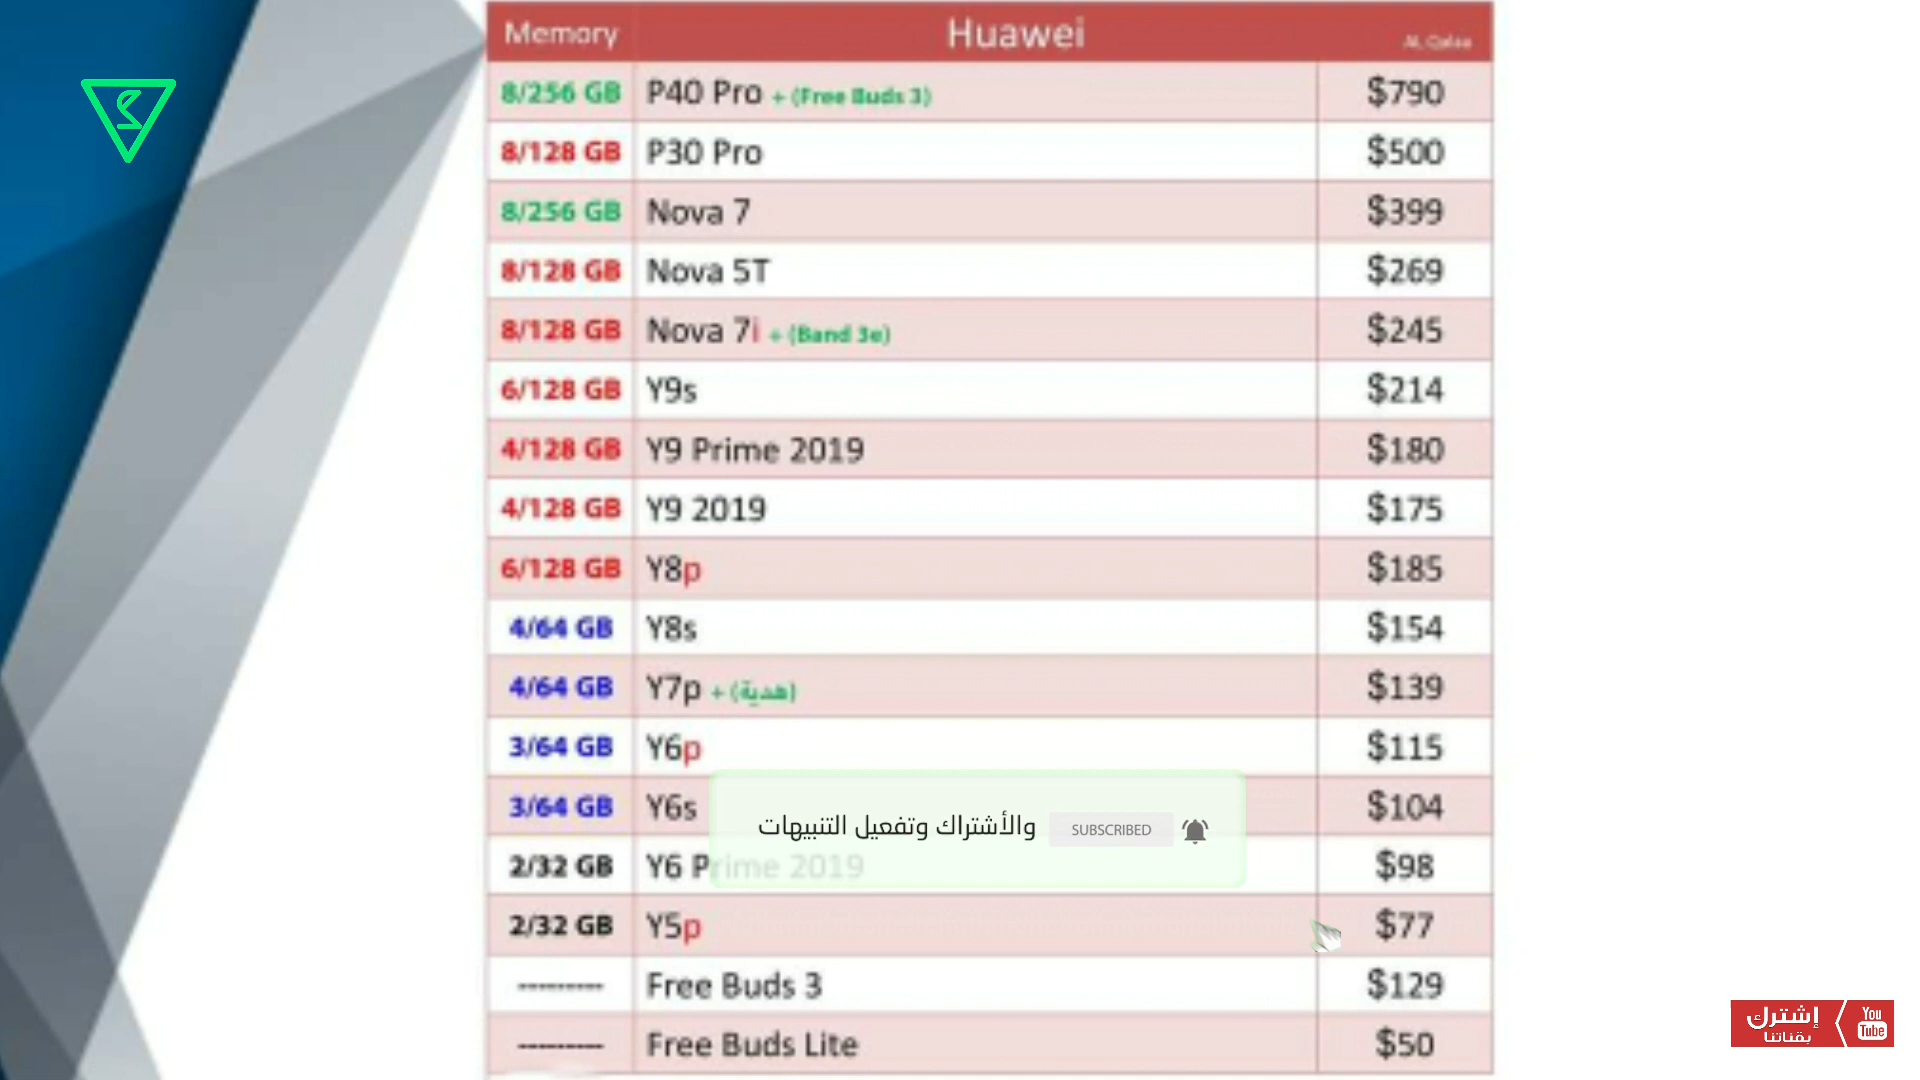 Memory Huawei AL Qalaa
8/256 GB P40 Pro + (Free Buds 3) $790
8/128 GB P30 Pro $500
8/256 GB Nova 7 $399
8/128 GB Nova 5T $269
8/128 GB Nova 7i + (Band 3e) $245
6/128 GB Y9s $214
4/128 GB Y9 Prime 2019 $180
4/128 GB Y9 2019 $175
6/128 GB Y8p $185
4/64 GB Y8s $154
4/64 GB Y7p + (هدية) $139
3/64 GB Y6p $115
3/64 GB Y6s $104
والأشتراك وتفعيل التنبيهات SUBSCRIBED
2/32 GB Y6 Prime 2019 $98
2/32 GB Y5p $77
--------- Free Buds 3 $129
--------- Free Buds Lite $50
إشترك
بقناتنا
You
Tube